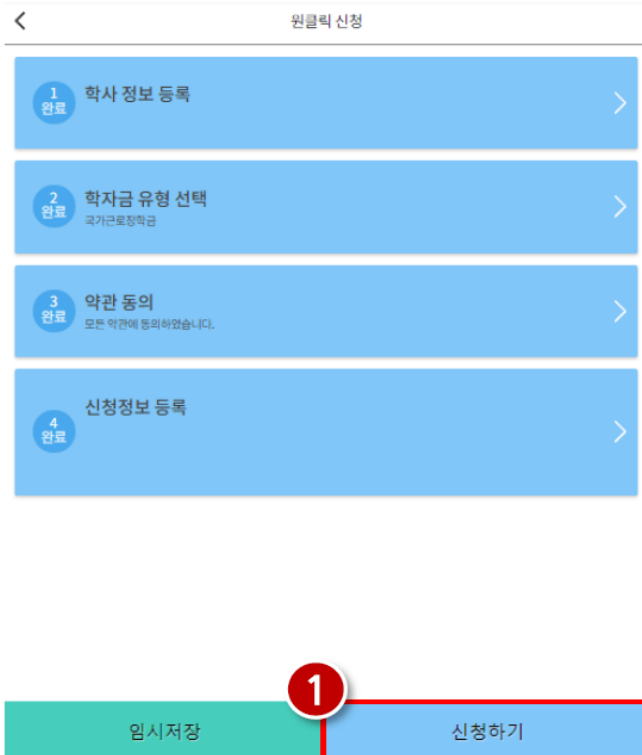 원클릭 신청
1
완료
학사 정보 등록
2
완료
학자금 유형 선택
국가근로장학금
3
완료
약관 동의
모든 약관에 동의하였습니다.
4
완료
신청정보 등록
1
임시저장
신청하기